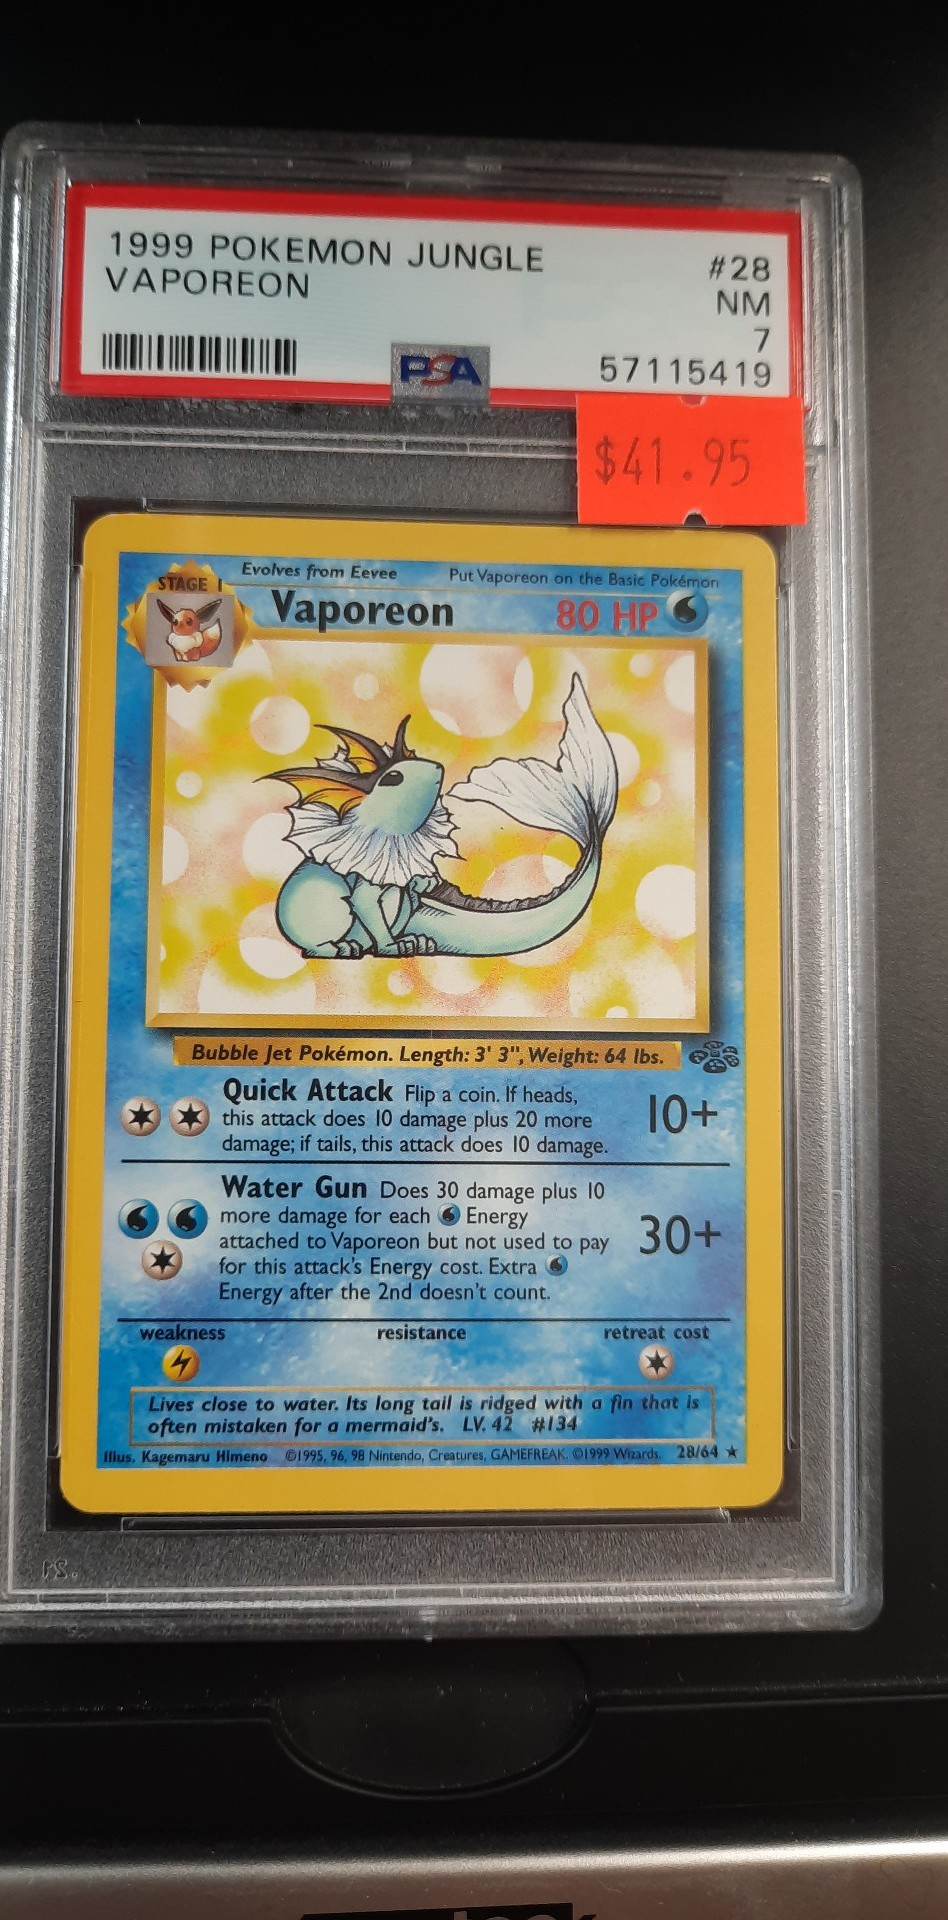 1999 POKEMON JUNGLE #28
VAPOREON NM
7
PSA 57115419
$41.95
STAGE 1 Evolves from Eevee Put Vaporeon on the Basic Pokémon
Vaporeon 80 HP
Bubble Jet Pokémon. Length: 3' 3", Weight: 64 lbs.
Quick Attack Flip a coin. If heads,
this attack does 10 damage plus 20 more 10+
damage; if tails, this attack does 10 damage.
Water Gun Does 30 damage plus 10
more damage for each Energy
attached to Vaporeon but not used to pay 30+
for this attack's Energy cost. Extra
Energy after the 2nd doesn't count.
weakness resistance retreat cost
Lives close to water. Its long tail is ridged with a fin that is
often mistaken for a mermaid's. LV. 42 #134
Illus. Kagemaru Himeno ©1995, 96, 98 Nintendo, Creatures, GAMEFREAK. ©1999 Wizards. 28/64 ★